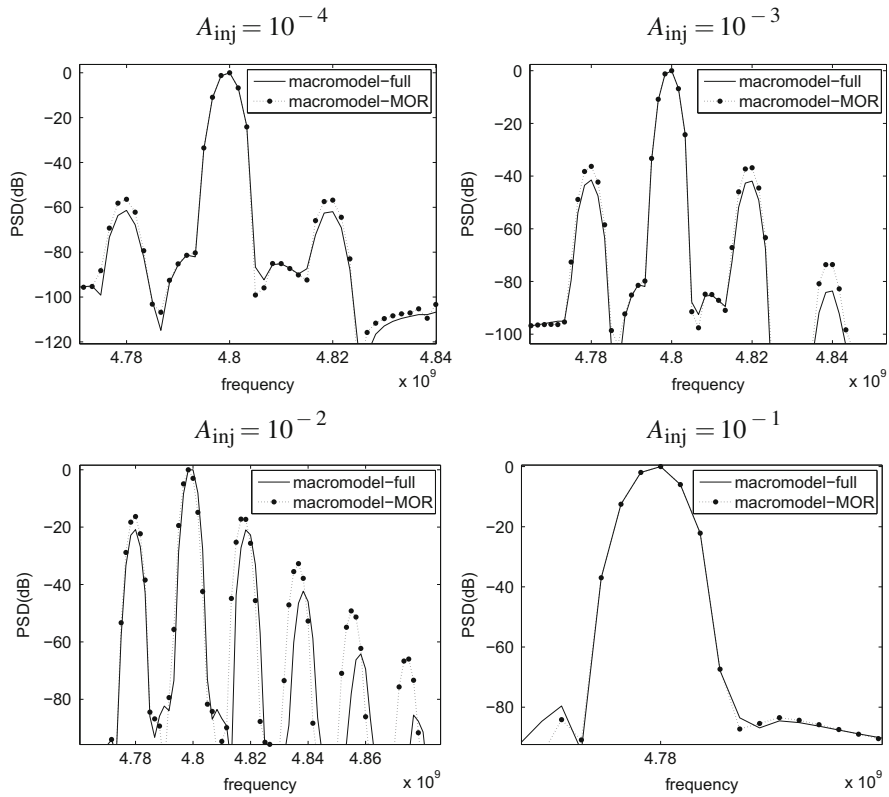 A_inj = 10^−4
macromodel−full
macromodel−MOR
0
−20
−40
−60
−80
−100
−120
PSD(dB)
4.78
4.8
4.82
4.84
frequency
x 10^9
A_inj = 10^−3
macromodel−full
macromodel−MOR
0
−20
−40
−60
−80
−100
PSD(dB)
4.78
4.8
4.82
4.84
frequency
x 10^9
A_inj = 10^−2
macromodel−full
macromodel−MOR
0
−20
−40
−60
−80
PSD(dB)
4.78
4.8
4.82
4.84
4.86
frequency
x 10^9
A_inj = 10^−1
macromodel−full
macromodel−MOR
0
−20
−40
−60
−80
PSD(dB)
4.78
frequency
x 10^9